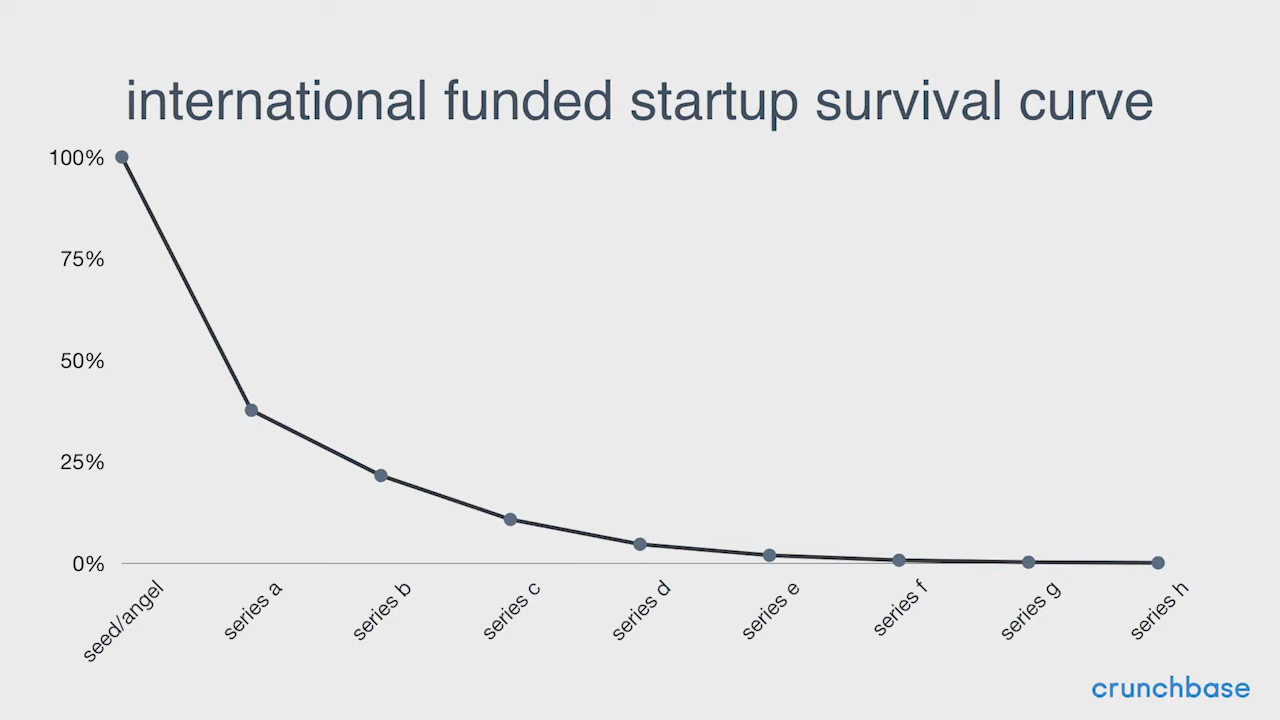 international funded startup survival curve
100%
75%
50%
25%
0%
seed/angel
series a
series b
series c
series d
series e
series f
series g
series h
crunchbase